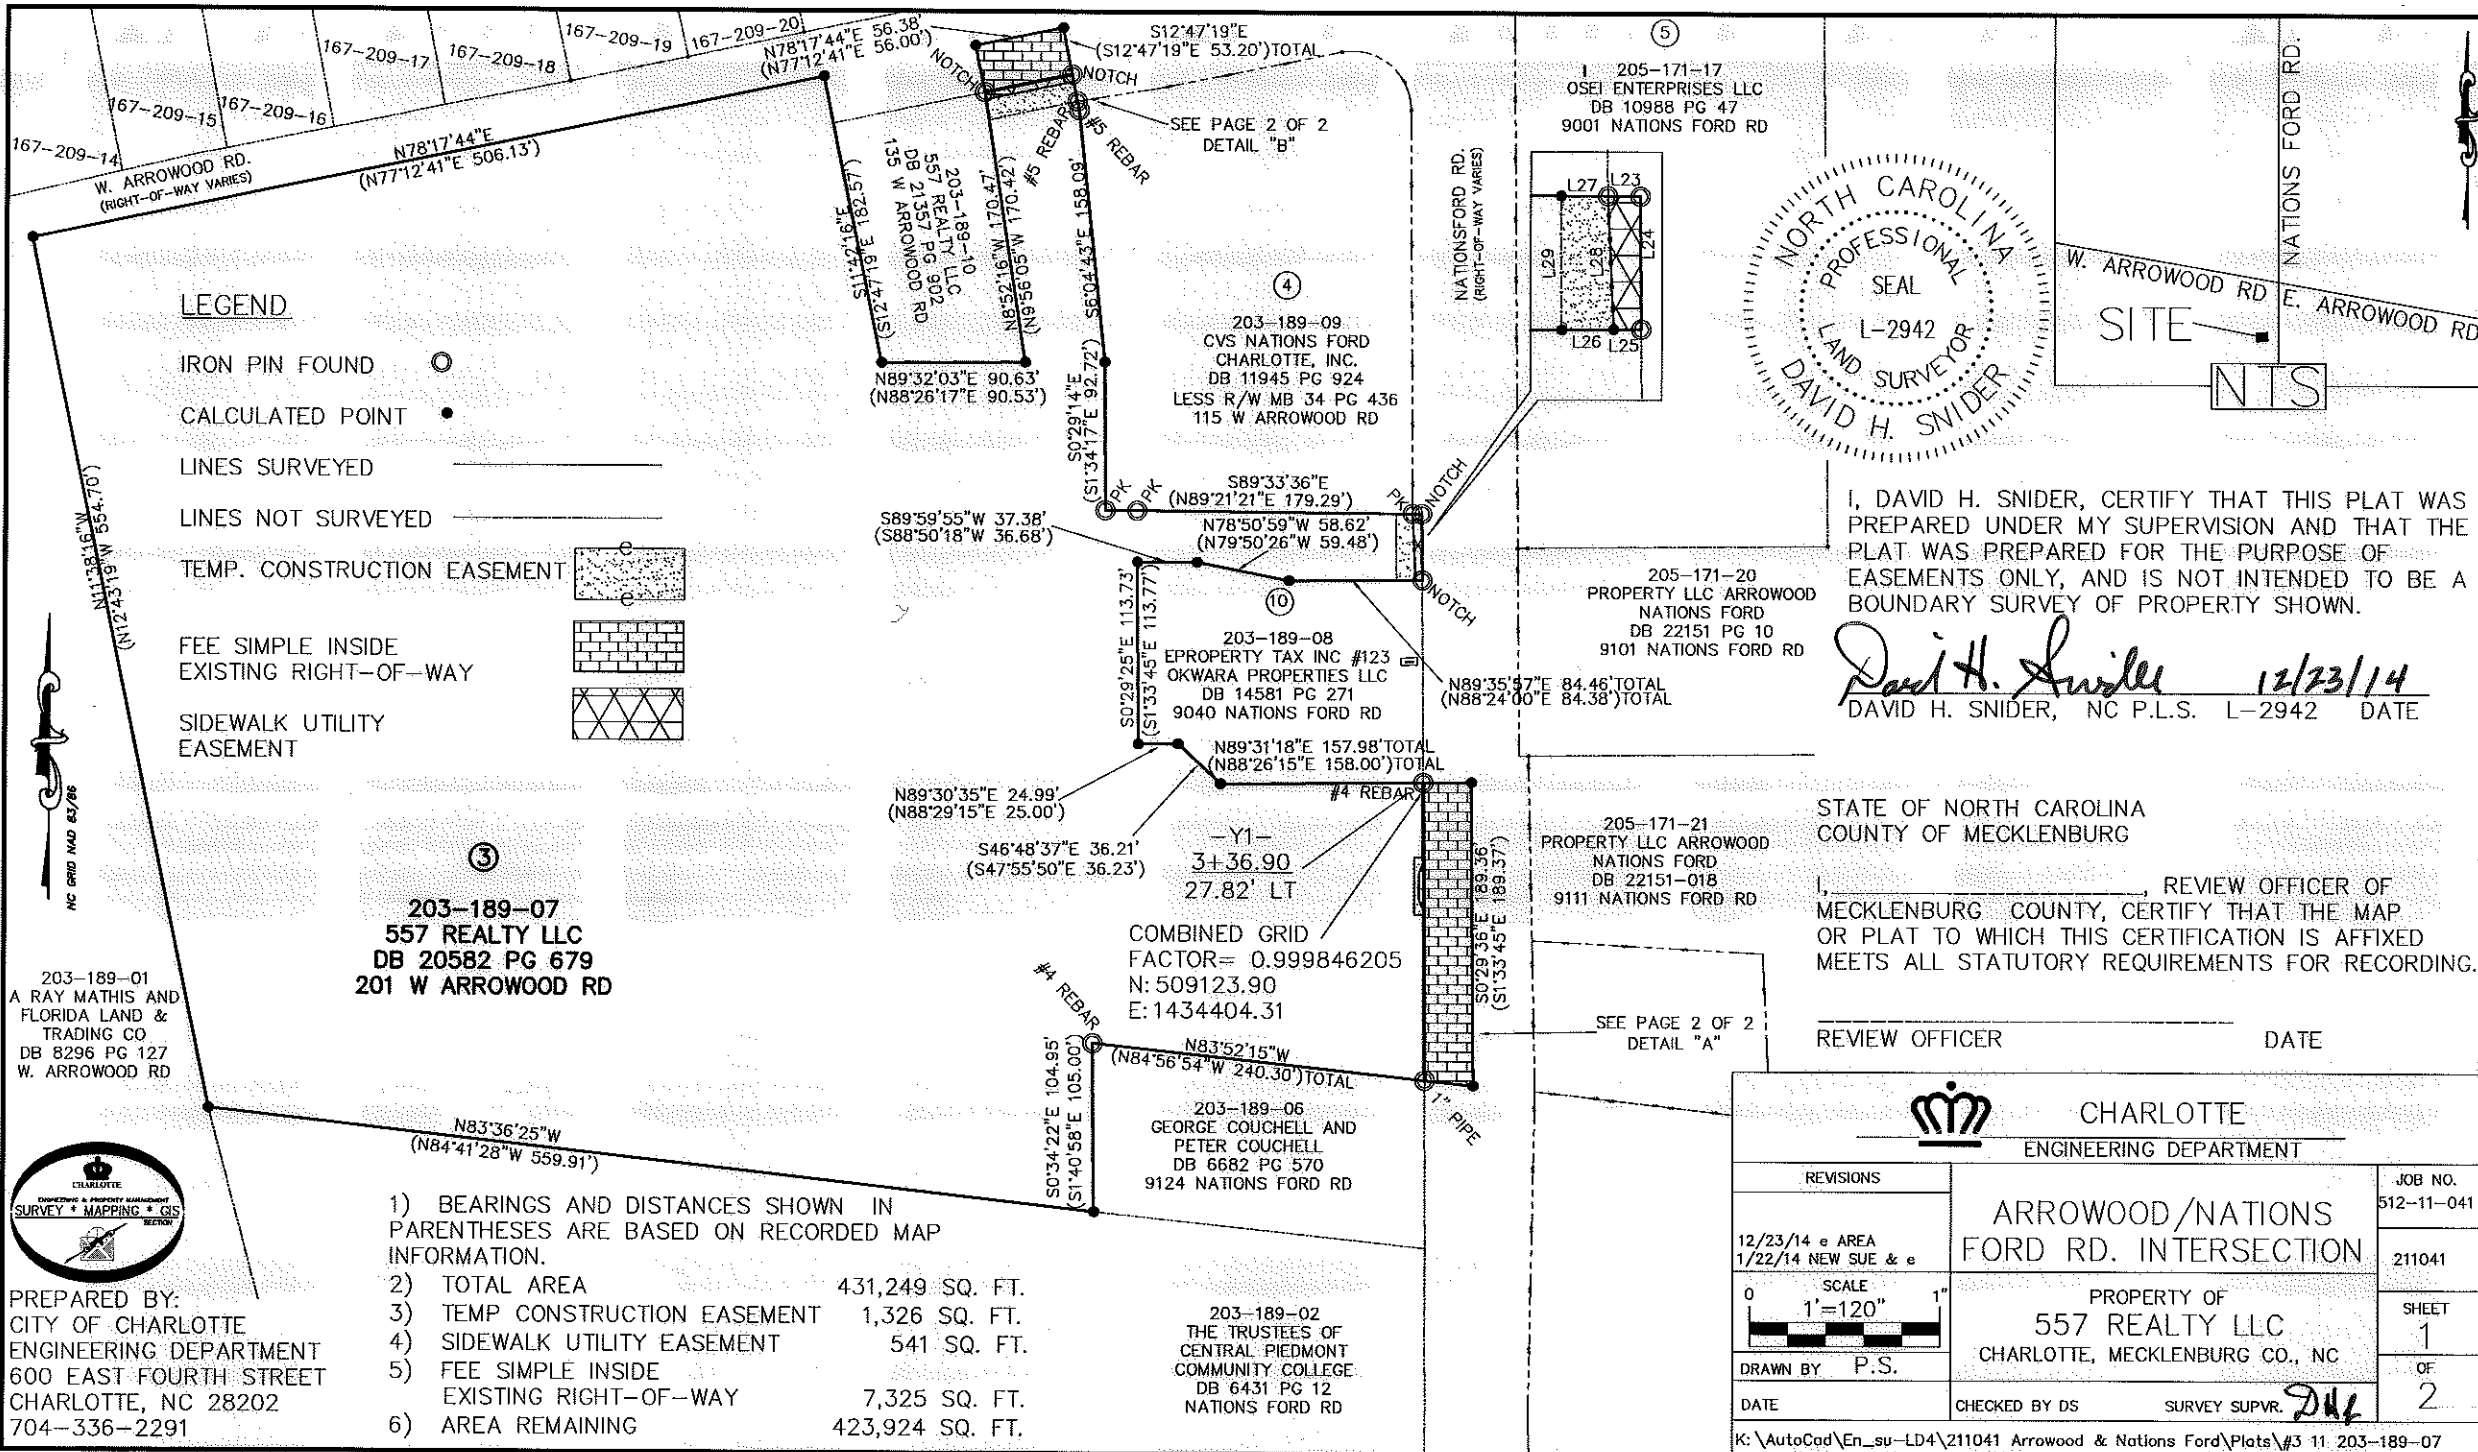 167-209-14
167-209-15
167-209-16
167-209-17
167-209-18
167-209-19
167-209-20
N78°17'44"E 56.38'
(N77°12'41"E 56.00')
S12°47'19"E
(S12°47'19"E 53.20')TOTAL
NOTCH
NOTCH
#5 REBAR
#5 REBAR
SEE PAGE 2 OF 2
DETAIL "B"
W. ARROWOOD RD.
(RIGHT-OF-WAY VARIES)
N78°17'44"E
(N77°12'41"E 506.13')
S11°42'16"E
(S12°47'19"E 182.57')
203-189-10
557 REALTY LLC
DB 21357 PG 902
135 W ARROWOOD RD
N8°52'16"W 170.47'
(N9°56'05"W 170.42')
S6°04'43"E 158.09'
N89°32'03"E 90.63'
(N88°26'17"E 90.53')
S0°29'14"E
(S1°34'17"E 92.72')
4
203-189-09
CVS NATIONS FORD
CHARLOTTE, INC.
DB 11945 PG 924
LESS R/W MB 34 PG 436
115 W ARROWOOD RD
NATIONSFORD RD.
(RIGHT-OF-WAY VARIES)
5
205-171-17
OSEI ENTERPRISES LLC
DB 10988 PG 47
9001 NATIONS FORD RD
L27 L23
L29
L28
L24
L26 L25
NORTH CAROLINA
PROFESSIONAL
SEAL
L-2942
LAND SURVEYOR
DAVID H. SNIDER
NATIONS FORD RD.
W. ARROWOOD RD
E. ARROWOOD RD
SITE
NTS
LEGEND
IRON PIN FOUND
CALCULATED POINT
LINES SURVEYED
LINES NOT SURVEYED
TEMP. CONSTRUCTION EASEMENT
e
e
FEE SIMPLE INSIDE
EXISTING RIGHT-OF-WAY
SIDEWALK UTILITY
EASEMENT
N11°38'16"W
(N12°43'19"W 554.70')
NC GRID NAD 83/86
PK
PK
PK
NOTCH
S89°33'36"E
(N89°21'21"E 179.29')
S89°59'55"W 37.38'
(S88°50'18"W 36.68')
N78°50'59"W 58.62'
(N79°50'26"W 59.48')
NOTCH
10
S0°29'25"E 113.73'
(S1°33'45"E 113.77')
203-189-08
EPROPERTY TAX INC #123
OKWARA PROPERTIES LLC
DB 14581 PG 271
9040 NATIONS FORD RD
N89°35'57"E 84.46'TOTAL
(N88°24'00"E 84.38')TOTAL
205-171-20
PROPERTY LLC ARROWOOD
NATIONS FORD
DB 22151 PG 10
9101 NATIONS FORD RD
I, DAVID H. SNIDER, CERTIFY THAT THIS PLAT WAS
PREPARED UNDER MY SUPERVISION AND THAT THE
PLAT WAS PREPARED FOR THE PURPOSE OF
EASEMENTS ONLY, AND IS NOT INTENDED TO BE A
BOUNDARY SURVEY OF PROPERTY SHOWN.
David H. Snider 12/23/14
DAVID H. SNIDER, NC P.L.S. L-2942 DATE
N89°31'18"E 157.98'TOTAL
(N88°26'15"E 158.00')TOTAL
#4 REBAR
N89°30'35"E 24.99'
(N88°29'15"E 25.00')
S46°48'37"E 36.21'
(S47°55'50"E 36.23')
-Y1-
3+36.90
27.82' LT
COMBINED GRID
FACTOR= 0.999846205
N: 509123.90
E: 1434404.31
S0°29'36"E 189.36'
(S1°33'45"E 189.37')
205-171-21
PROPERTY LLC ARROWOOD
NATIONS FORD
DB 22151-018
9111 NATIONS FORD RD
SEE PAGE 2 OF 2
DETAIL "A"
STATE OF NORTH CAROLINA
COUNTY OF MECKLENBURG
I,____________________, REVIEW OFFICER OF
MECKLENBURG COUNTY, CERTIFY THAT THE MAP
OR PLAT TO WHICH THIS CERTIFICATION IS AFFIXED
MEETS ALL STATUTORY REQUIREMENTS FOR RECORDING.
REVIEW OFFICER DATE
3
203-189-07
557 REALTY LLC
DB 20582 PG 679
201 W ARROWOOD RD
203-189-01
A RAY MATHIS AND
FLORIDA LAND &
TRADING CO
DB 8296 PG 127
W. ARROWOOD RD
#4 REBAR
N83°52'15"W
(N84°56'54"W 240.30')TOTAL
1" PIPE
S0°34'22"E 104.95'
(S1°40'58"E 105.00')
203-189-06
GEORGE COUCHELL AND
PETER COUCHELL
DB 6682 PG 570
9124 NATIONS FORD RD
N83°36'25"W
(N84°41'28"W 559.91')
203-189-02
THE TRUSTEES OF
CENTRAL PIEDMONT
COMMUNITY COLLEGE
DB 6431 PG 12
NATIONS FORD RD
CHARLOTTE
ENGINEERING & PROPERTY MANAGEMENT
SURVEY * MAPPING * GIS
SECTION
PREPARED BY:
CITY OF CHARLOTTE
ENGINEERING DEPARTMENT
600 EAST FOURTH STREET
CHARLOTTE, NC 28202
704-336-2291
1) BEARINGS AND DISTANCES SHOWN IN
PARENTHESES ARE BASED ON RECORDED MAP
INFORMATION.
2) TOTAL AREA 431,249 SQ. FT.
3) TEMP CONSTRUCTION EASEMENT 1,326 SQ. FT.
4) SIDEWALK UTILITY EASEMENT 541 SQ. FT.
5) FEE SIMPLE INSIDE
EXISTING RIGHT-OF-WAY 7,325 SQ. FT.
6) AREA REMAINING 423,924 SQ. FT.
CHARLOTTE
ENGINEERING DEPARTMENT
REVISIONS
12/23/14 e AREA
1/22/14 NEW SUE & e
ARROWOOD/NATIONS
FORD RD. INTERSECTION
JOB NO.
512-11-041
211041
SCALE
0 1"
1'=120"
PROPERTY OF
557 REALTY LLC
CHARLOTTE, MECKLENBURG CO., NC
SHEET
1
OF
2
DRAWN BY P.S.
DATE
CHECKED BY DS
SURVEY SUPVR. DHS
K:\AutoCad\En_su-LD4\211041 Arrowood & Nations Ford\Plats\#3 11 203-189-07